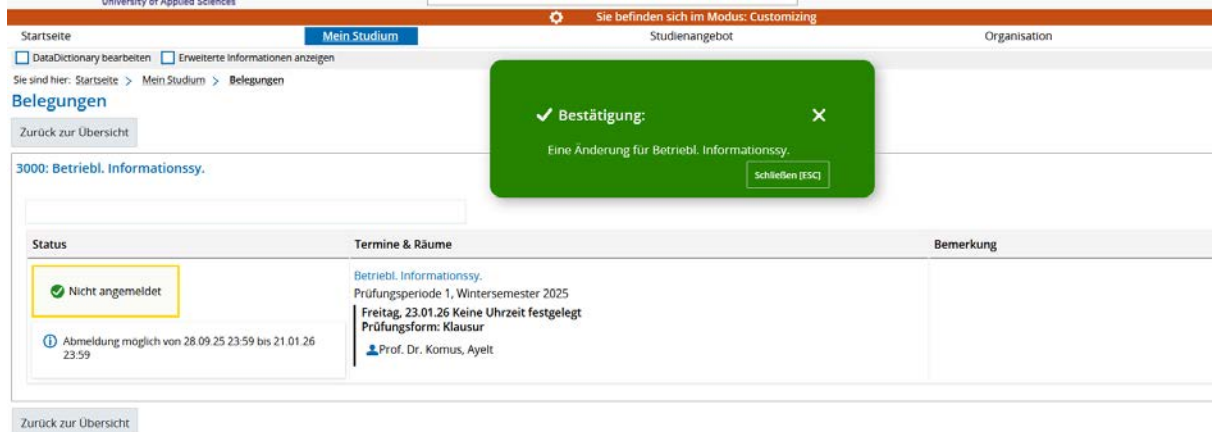 University of Applied Sciences
Sie befinden sich im Modus: Customizing
Startseite Mein Studium Studienangebot Organisation
DataDictionary bearbeiten Erweiterte Informationen anzeigen
Sie sind hier: Startseite > Mein Studium > Belegungen
Belegungen
Zurück zur Übersicht
Bestätigung:
Eine Änderung für Betriebl. Informationssy.
Schließen [ESC]
3000: Betriebl. Informationssy.
Status Termine & Räume Bemerkung
Nicht angemeldet
Abmeldung möglich von 28.09.25 23:59 bis 21.01.26
23:59
Betriebl. Informationssy.
Prüfungsperiode 1, Wintersemester 2025
Freitag, 23.01.26 Keine Uhrzeit festgelegt
Prüfungsform: Klausur
Prof. Dr. Komus, Ayelt
Zurück zur Übersicht